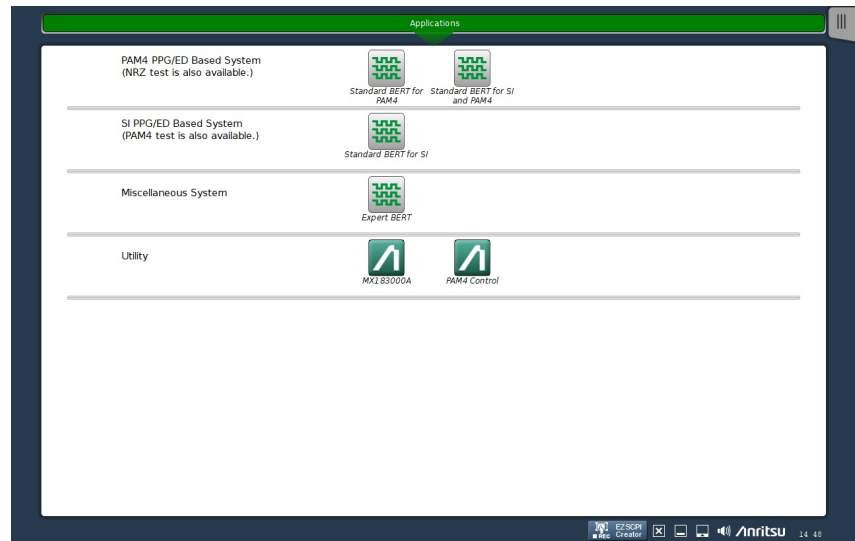 Applications
PAM4 PPG/ED Based System
(NRZ test is also available.)
Standard BERT for
PAM4
Standard BERT for SI
and PAM4
SI PPG/ED Based System
(PAM4 test is also available.)
Standard BERT for SI
Miscellaneous System
Expert BERT
Utility
MX183000A
PAM4 Control
REC
EZSCPI
Creator
Anritsu
14 48